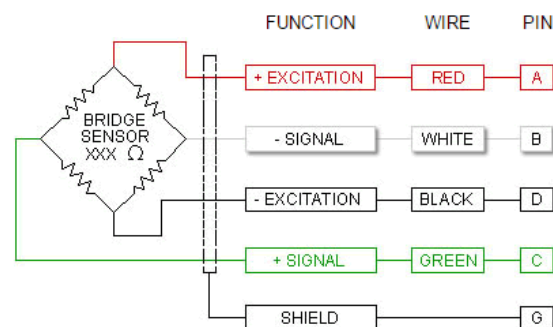 FUNCTION WIRE PIN
+ EXCITATION RED A
BRIDGE
SENSOR
XXX Ω
- SIGNAL WHITE B
- EXCITATION BLACK D
+ SIGNAL GREEN C
SHIELD G